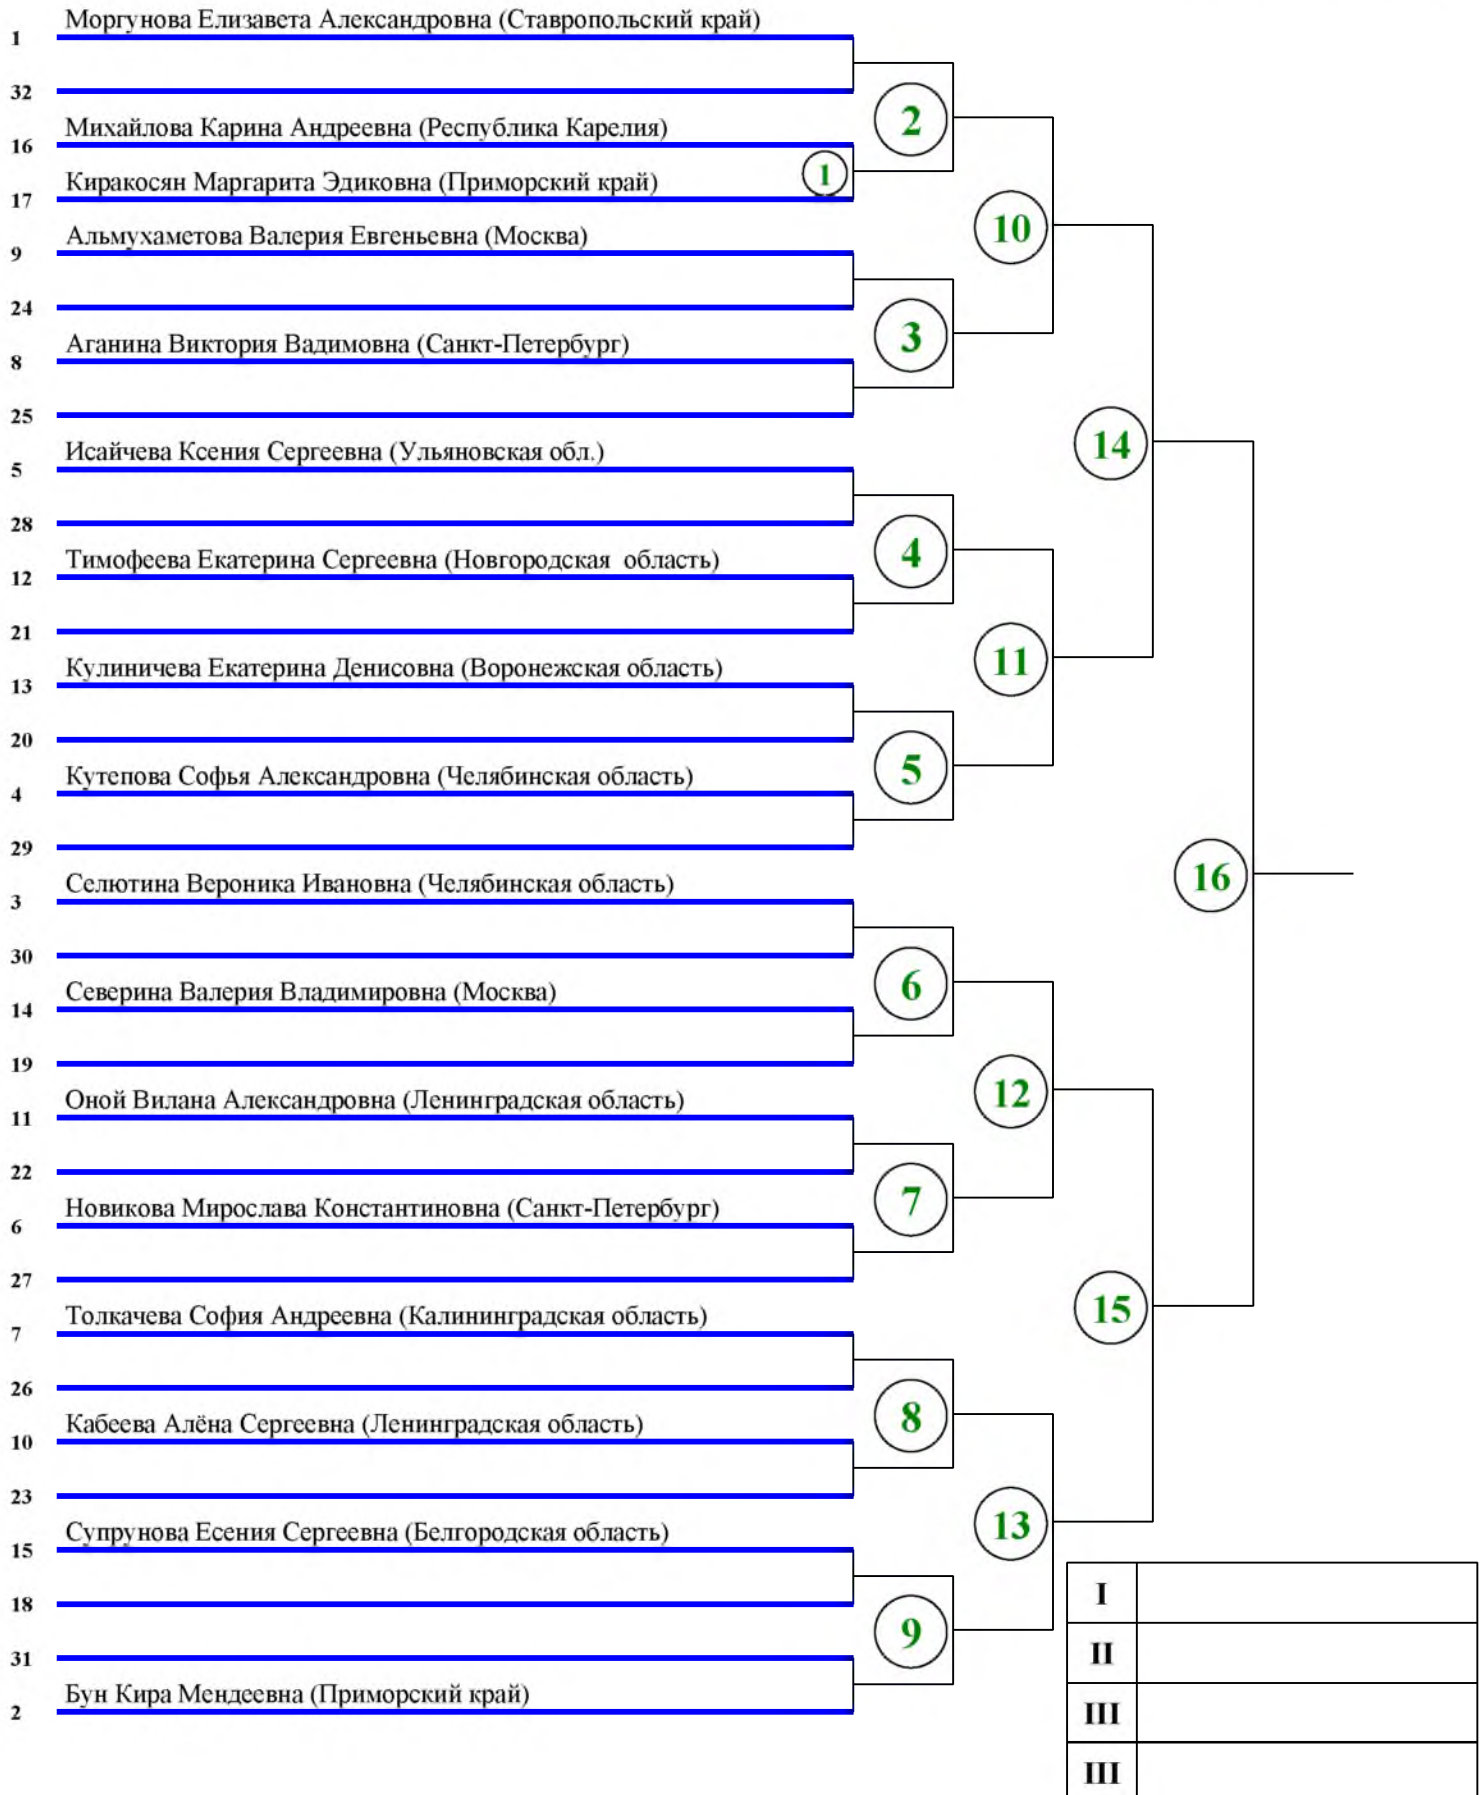 Моргунова Елизавета Александровна (Ставропольский край)
1
32
2
Михайлова Карина Андреевна (Республика Карелия)
16
1
Киракосян Маргарита Эдиковна (Приморский край)
17
10
Альмухаметова Валерия Евгеньевна (Москва)
9
24
3
Аганина Виктория Вадимовна (Санкт-Петербург)
8
25
14
Исайчева Ксения Сергеевна (Ульяновская обл.)
5
28
4
Тимофеева Екатерина Сергеевна (Новгородская  область)
12
21
11
Кулиничева Екатерина Денисовна (Воронежская область)
13
20
5
Кутепова Софья Александровна (Челябинская область)
4
29
16
Селютина Вероника Ивановна (Челябинская область)
3
30
6
Северина Валерия Владимировна (Москва)
14
19
12
Оной Вилана Александровна (Ленинградская область)
11
22
7
Новикова Мирослава Константиновна (Санкт-Петербург)
6
27
15
Толкачева София Андреевна (Калининградская область)
7
26
8
Кабеева Алёна Сергеевна (Ленинградская область)
10
23
13
Супрунова Есения Сергеевна (Белгородская область)
15
I
18
9
II
31
Бун Кира Мендеевна (Приморский край)
2
III
III